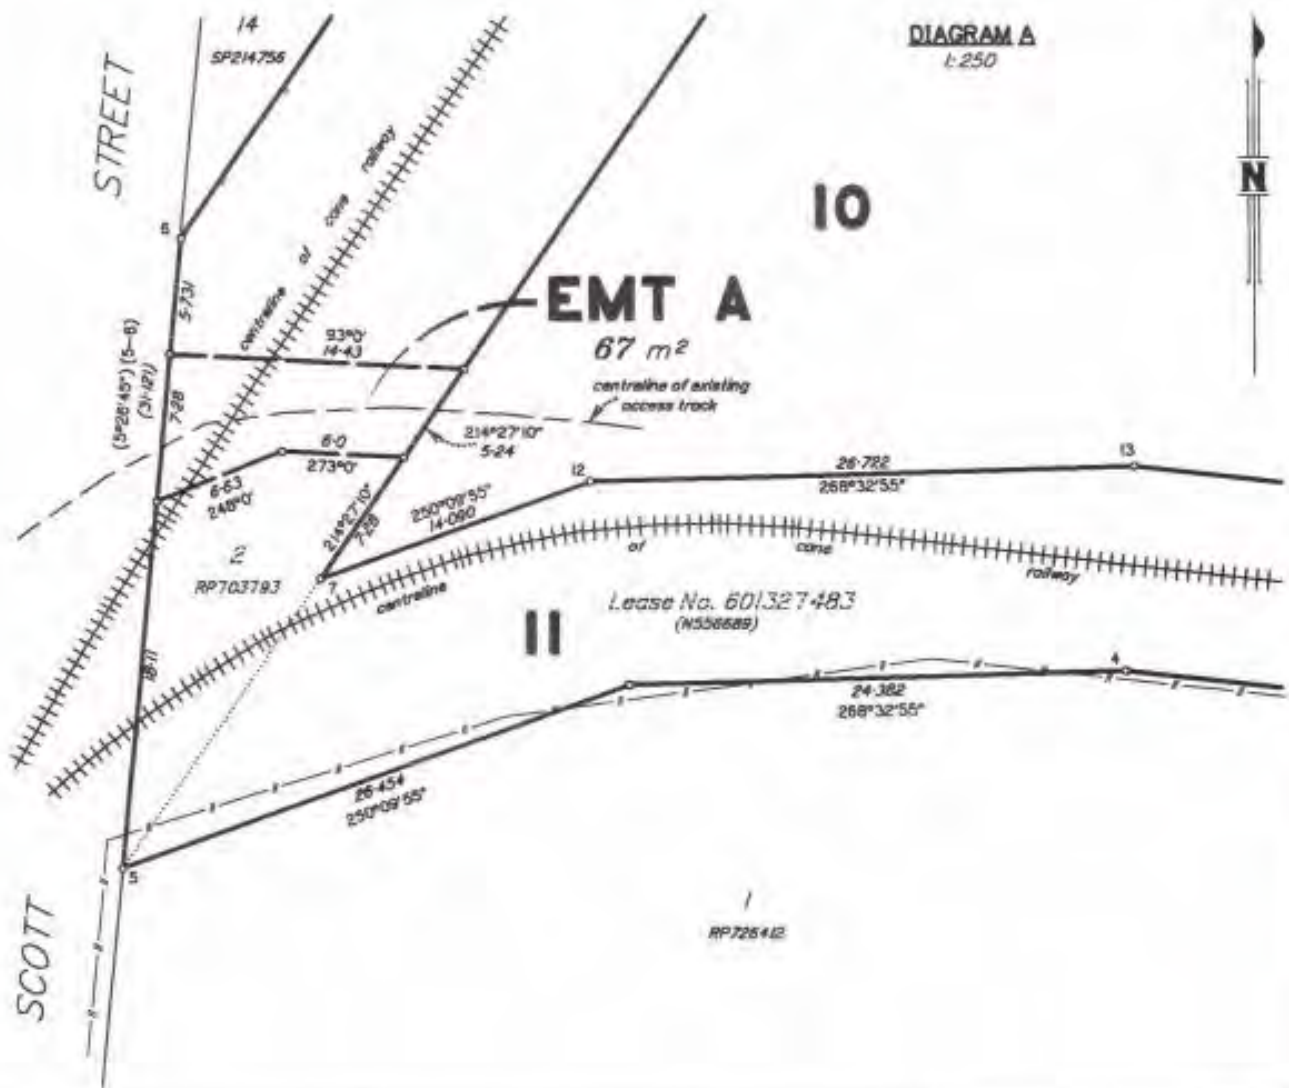 DIAGRAM A
1:250
14
SP214756
STREET
N
10
centreline of cane railway
6
5·731
EMT A
67 m²
93°0'
14·43
centreline of existing
access track
(5°26'45") (5-6)
(31·121)
7·28
6·0
273°0'
214°27'10"
5·24
6·63
248°0'
12
26·722
268°32'55"
13
250°09'55"
14·090
214°27'10"
7·28
2
RP703793
7
centreline of cane railway
Lease No. 601327483
(N556689)
11
18·11
4
24·382
268°32'55"
26·454
250°09'55"
5
1
RP726412
SCOTT